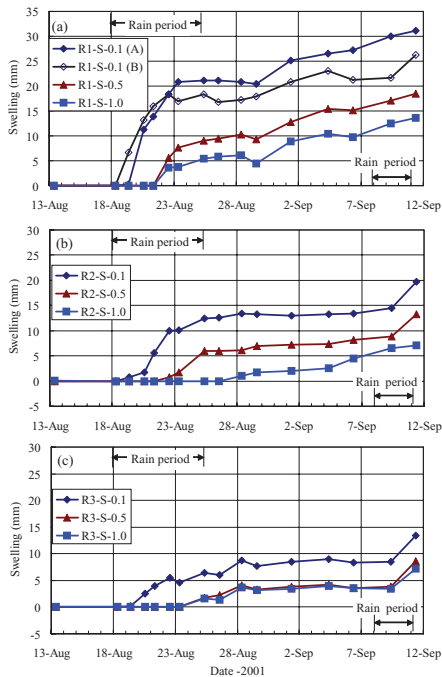 (a)
Rain period
R1-S-0.1 (A)
R1-S-0.1 (B)
R1-S-0.5
R1-S-1.0
Rain period
Swelling (mm)
35
30
25
20
15
10
5
0
13-Aug 18-Aug 23-Aug 28-Aug 2-Sep 7-Sep 12-Sep
(b)
Rain period
R2-S-0.1
R2-S-0.5
R2-S-1.0
Rain period
Swelling (mm)
30
25
20
15
10
5
0
-5
13-Aug 18-Aug 23-Aug 28-Aug 2-Sep 7-Sep 12-Sep
(c)
Rain period
R3-S-0.1
R3-S-0.5
R3-S-1.0
Rain period
Swelling (mm)
30
25
20
15
10
5
0
-5
13-Aug 18-Aug 23-Aug 28-Aug 2-Sep 7-Sep 12-Sep
Date -2001